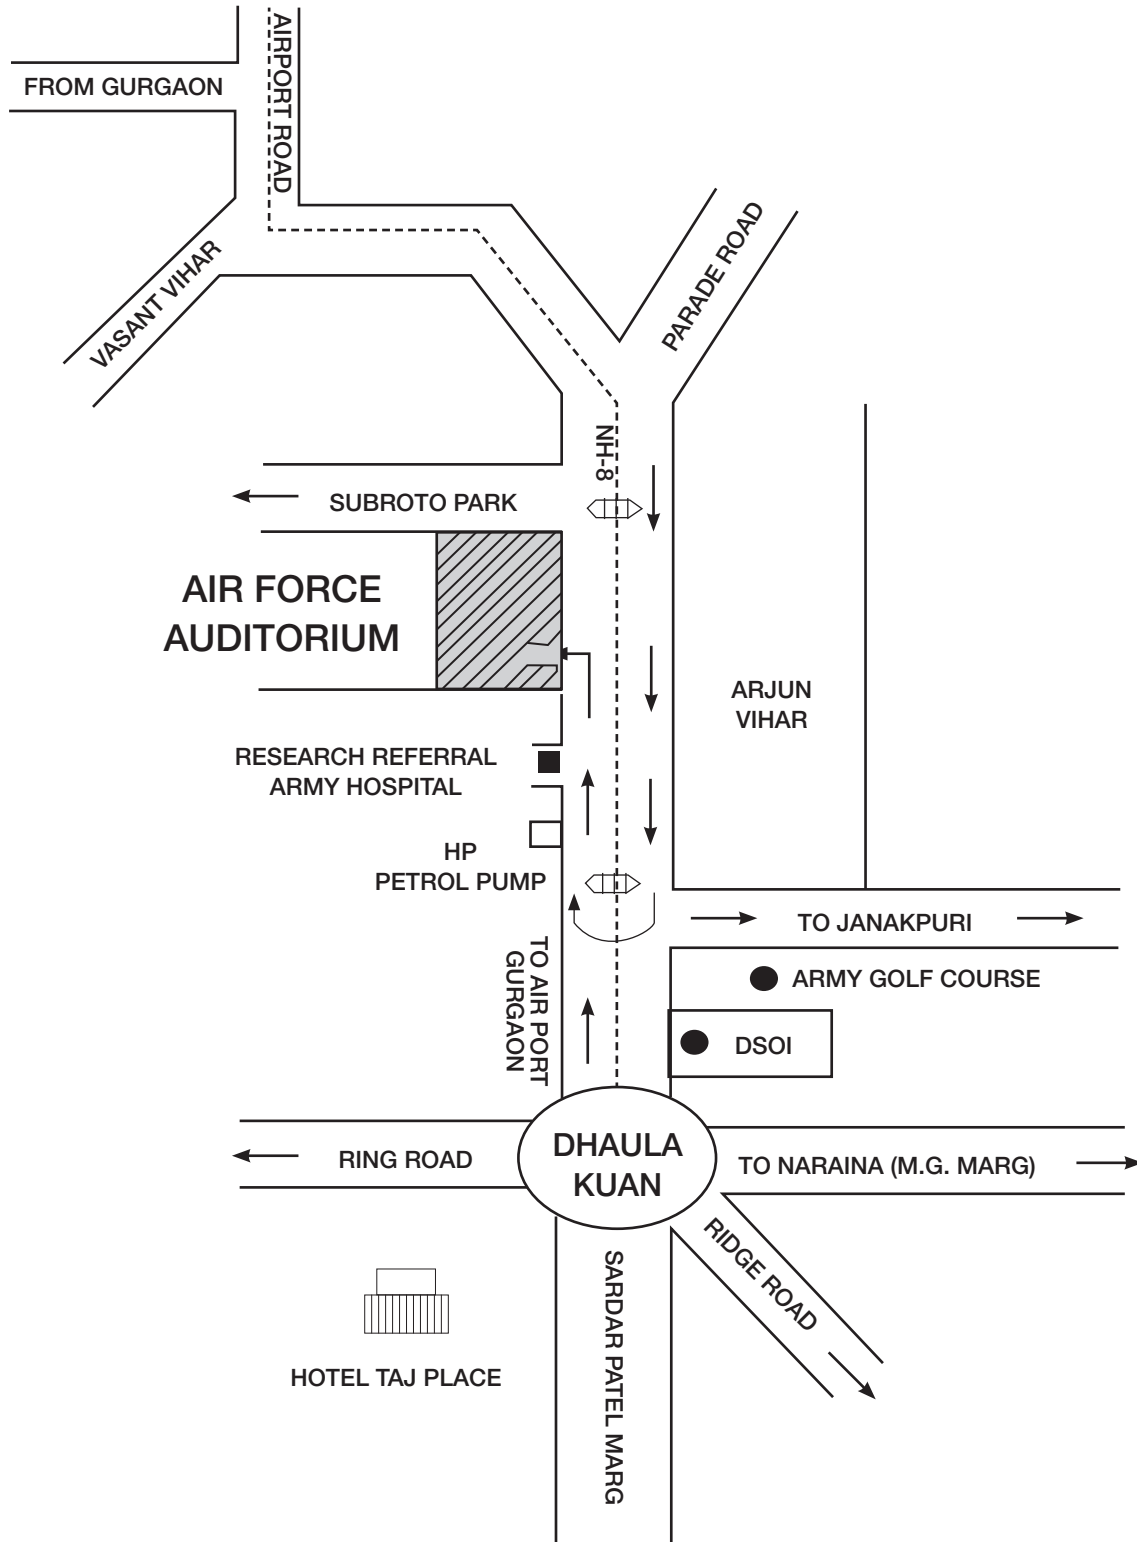 AIRPORT ROAD
FROM GURGAON
PARADE ROAD
VASANT VIHAR
NH-8
SUBROTO PARK
AIR FORCE
AUDITORIUM
ARJUN
VIHAR
RESEARCH REFERRAL
ARMY HOSPITAL
HP
PETROL PUMP
TO JANAKPURI
TO AIR PORT
GURGAON
ARMY GOLF COURSE
DSOI
DHAULA
KUAN
RING ROAD
TO NARAINA (M.G. MARG)
RIDGE ROAD
SARDAR PATEL MARG
HOTEL TAJ PLACE